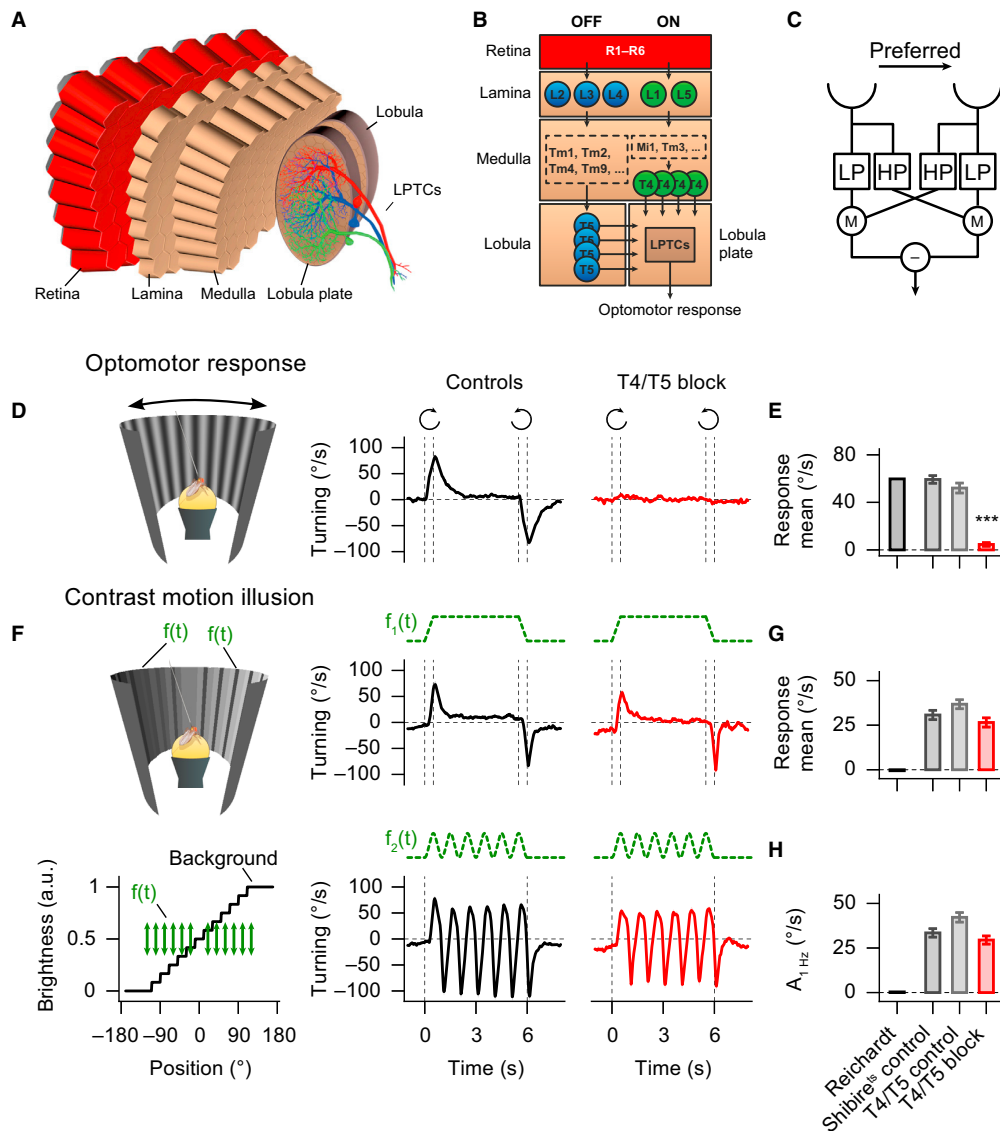 A
Lobula
LPTCs
Retina
Lamina
Medulla
Lobula plate
B
OFF
ON
Retina
R1–R6
Lamina
L2
L3
L4
L1
L5
Medulla
Tm1, Tm2,
Tm4, Tm9, ...
Mi1, Tm3, ...
T4
T4
T4
T4
Lobula
T5
T5
T5
T5
LPTCs
Lobula
plate
Optomotor response
C
Preferred
LP
HP
HP
LP
M
M
−
Optomotor response
D
Controls
T4/T5 block
Turning (°/s)
100
50
0
−50
−100
E
Response
mean (°/s)
60
0
***
Contrast motion illusion
F
f(t)
f(t)
f1(t)
f1(t)
Turning (°/s)
100
50
0
−50
−100
G
Response
mean (°/s)
50
25
0
Background
f(t)
Brightness (a.u.)
1
0.5
0
−180
−90
0
90
180
Position (°)
f2(t)
f2(t)
Turning (°/s)
100
50
0
−50
−100
0
3
6
Time (s)
0
3
6
Time (s)
H
A1 Hz (°/s)
50
25
0
Reichardt
Shibirets control
T4/T5 control
T4/T5 block